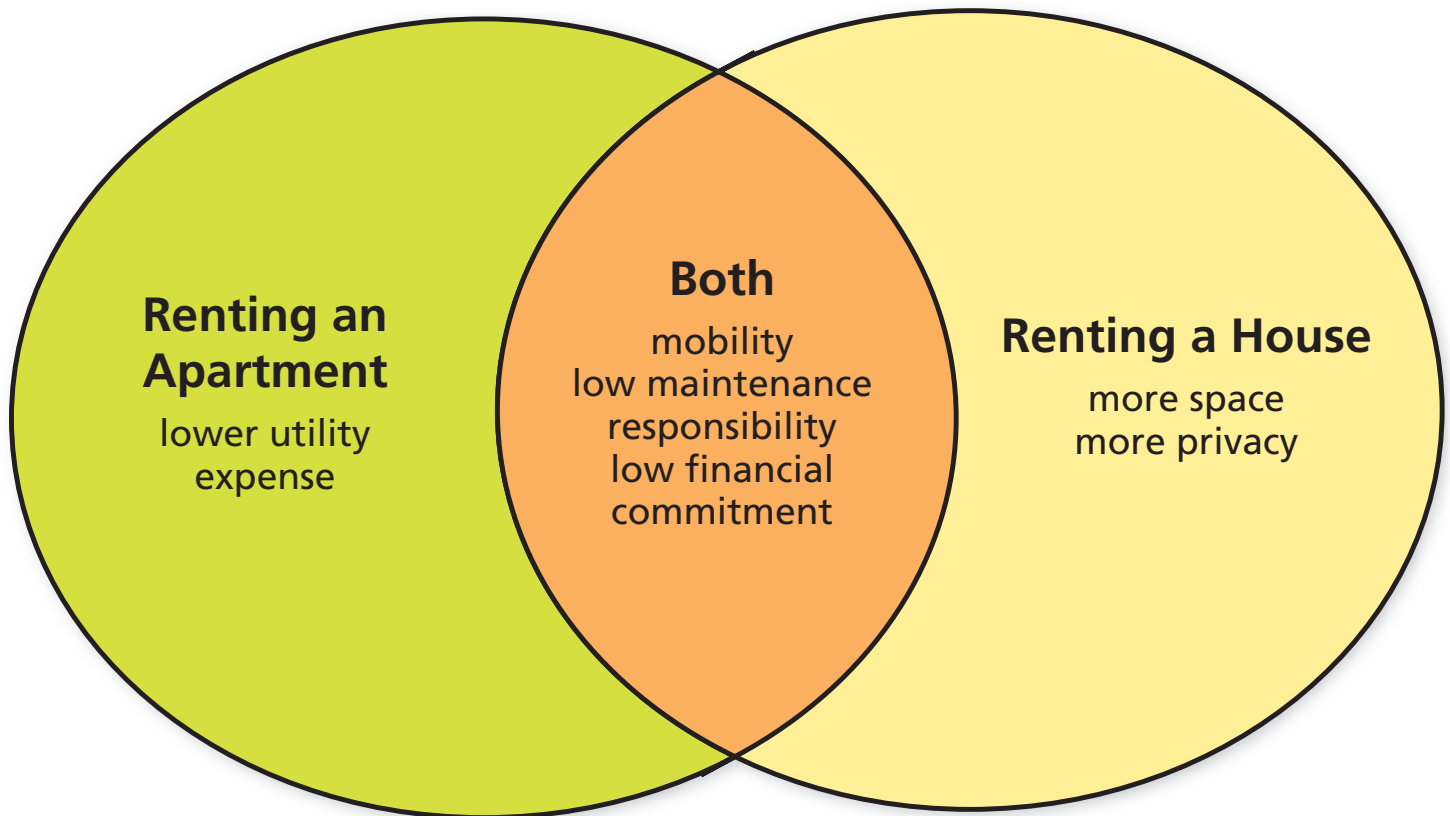 Renting an
Apartment
lower utility
expense
Both
mobility
low maintenance
responsibility
low financial
commitment
Renting a House
more space
more privacy